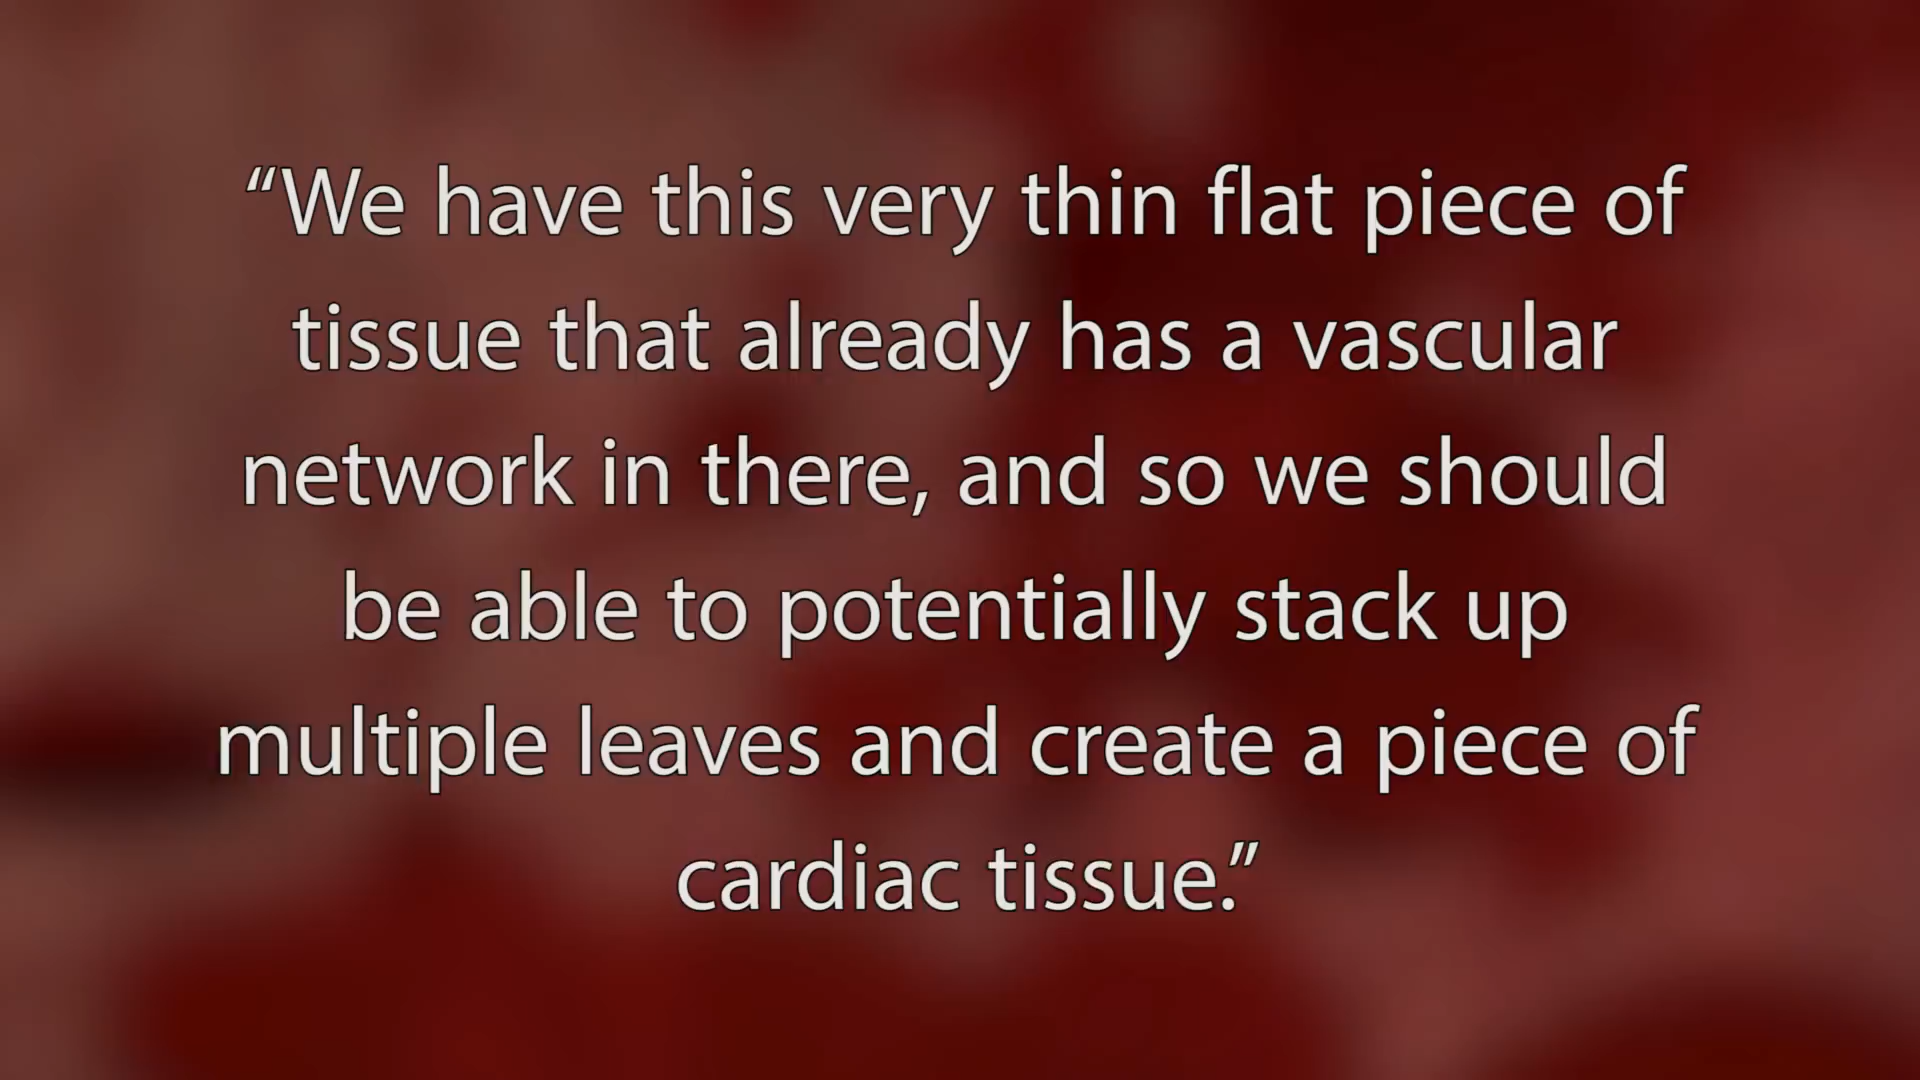 “We have this very thin flat piece of
tissue that already has a vascular
network in there, and so we should
be able to potentially stack up
multiple leaves and create a piece of
cardiac tissue.”